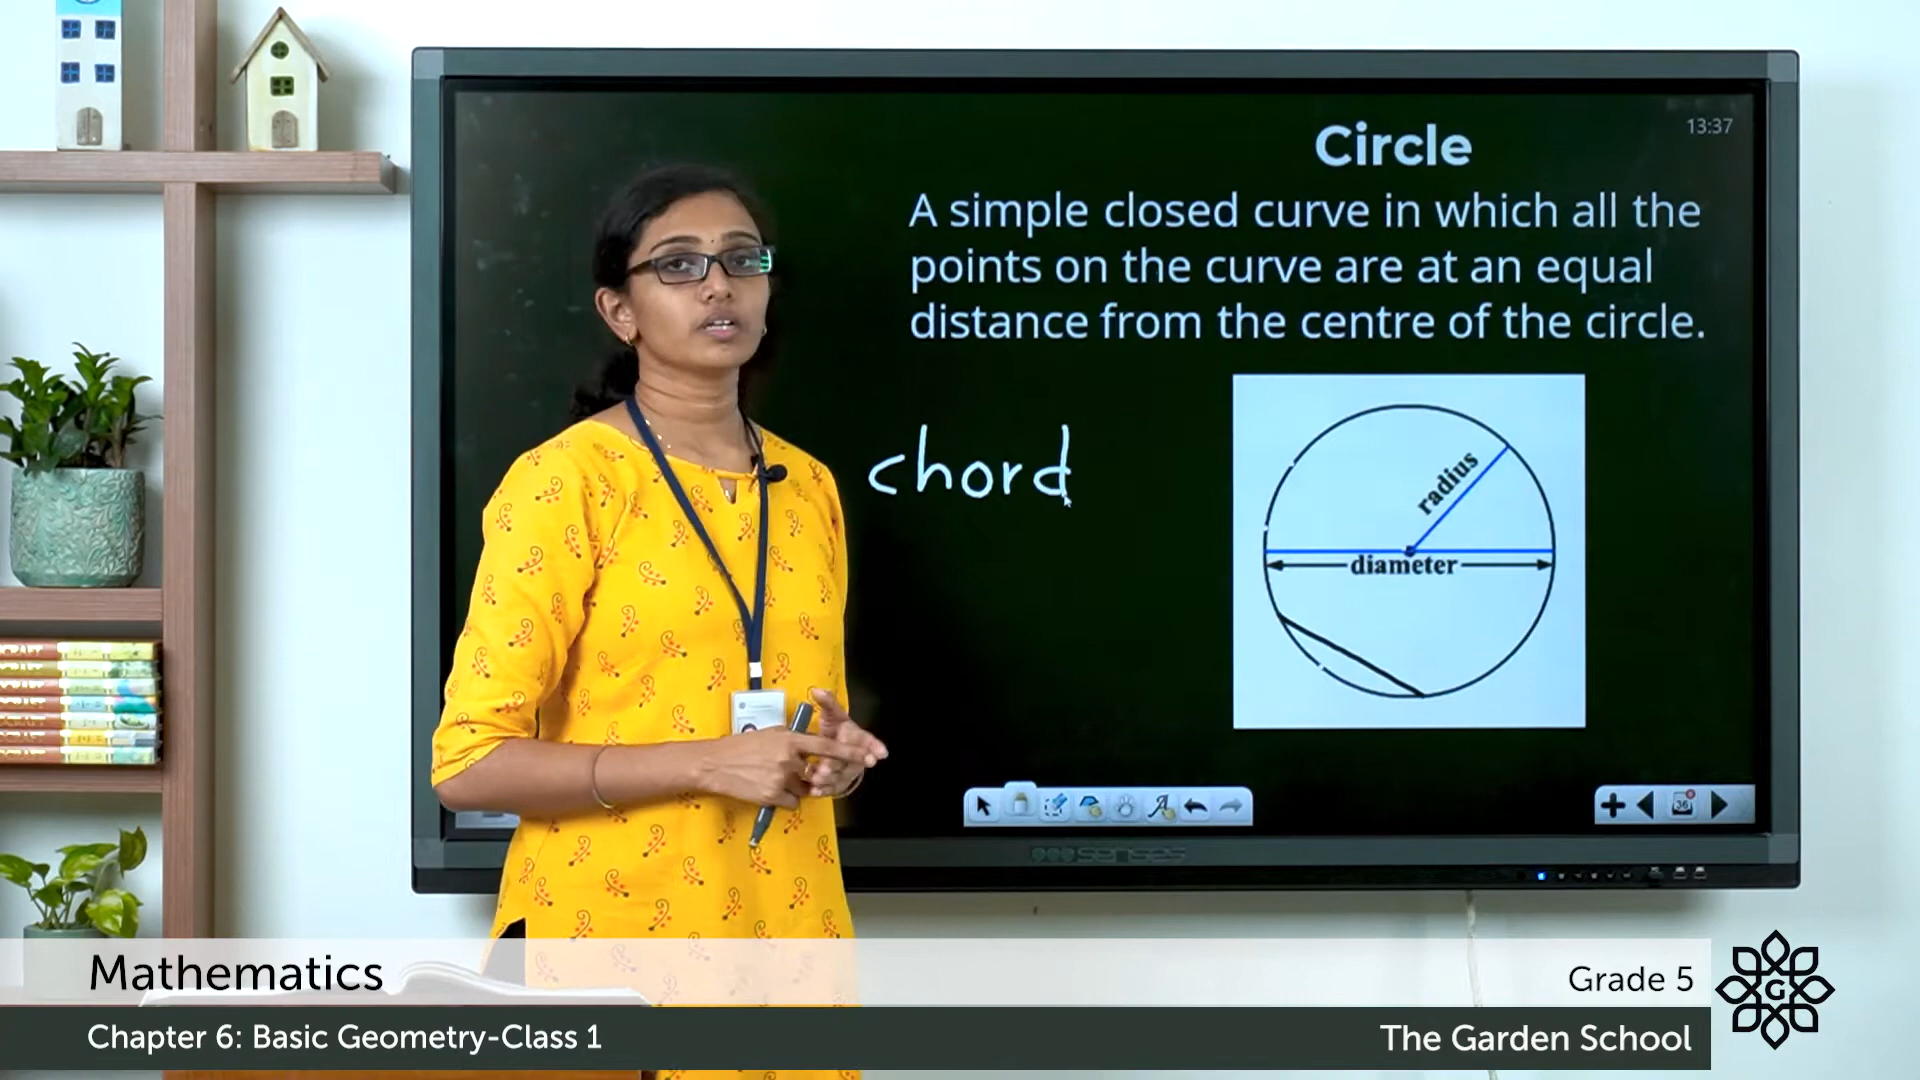 Circle
13:37
A simple closed curve in which all the
points on the curve are at an equal
distance from the centre of the circle.
chord
radius
diameter
36
senses
Mathematics
Grade 5
G
Chapter 6: Basic Geometry-Class 1
The Garden School